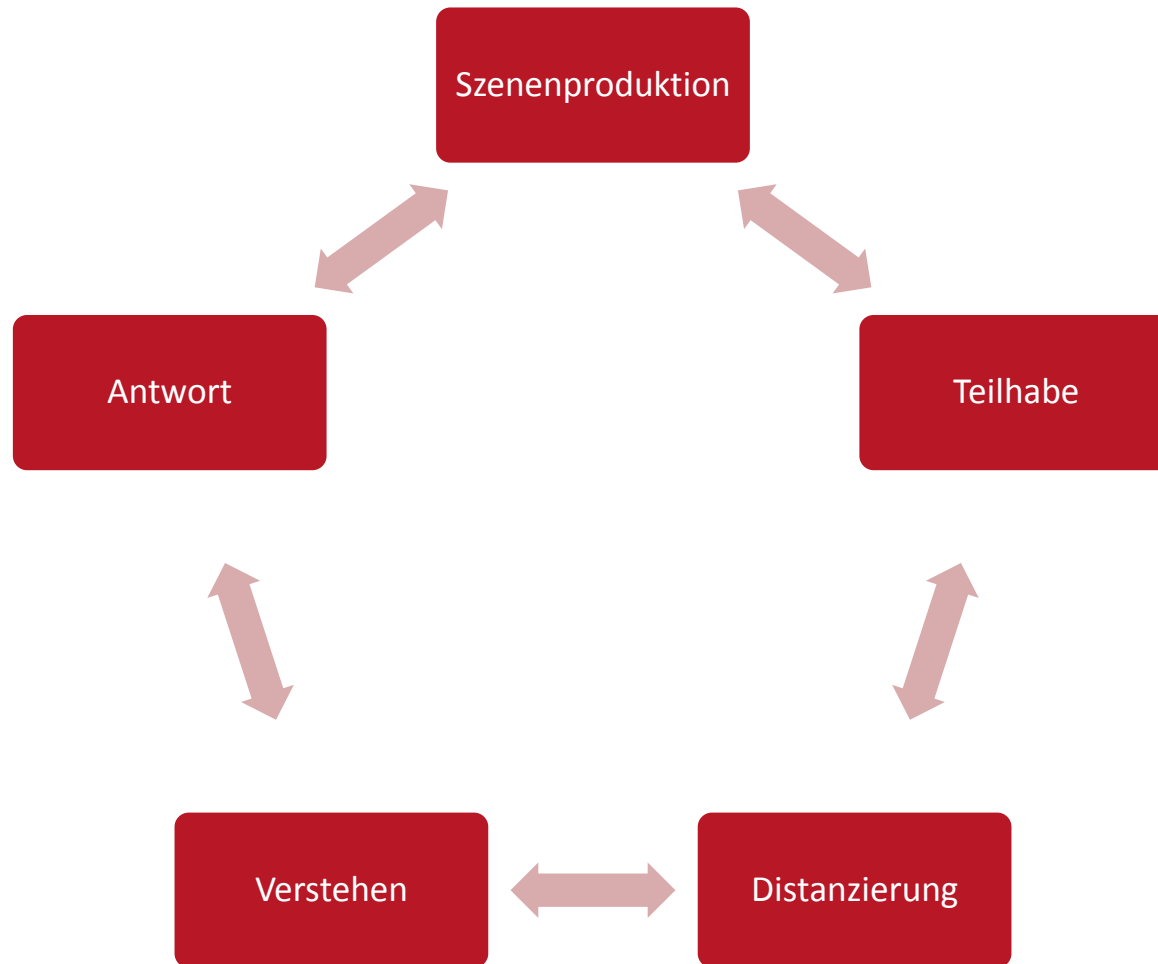 Szenenproduktion
Antwort
Teilhabe
Verstehen
Distanzierung